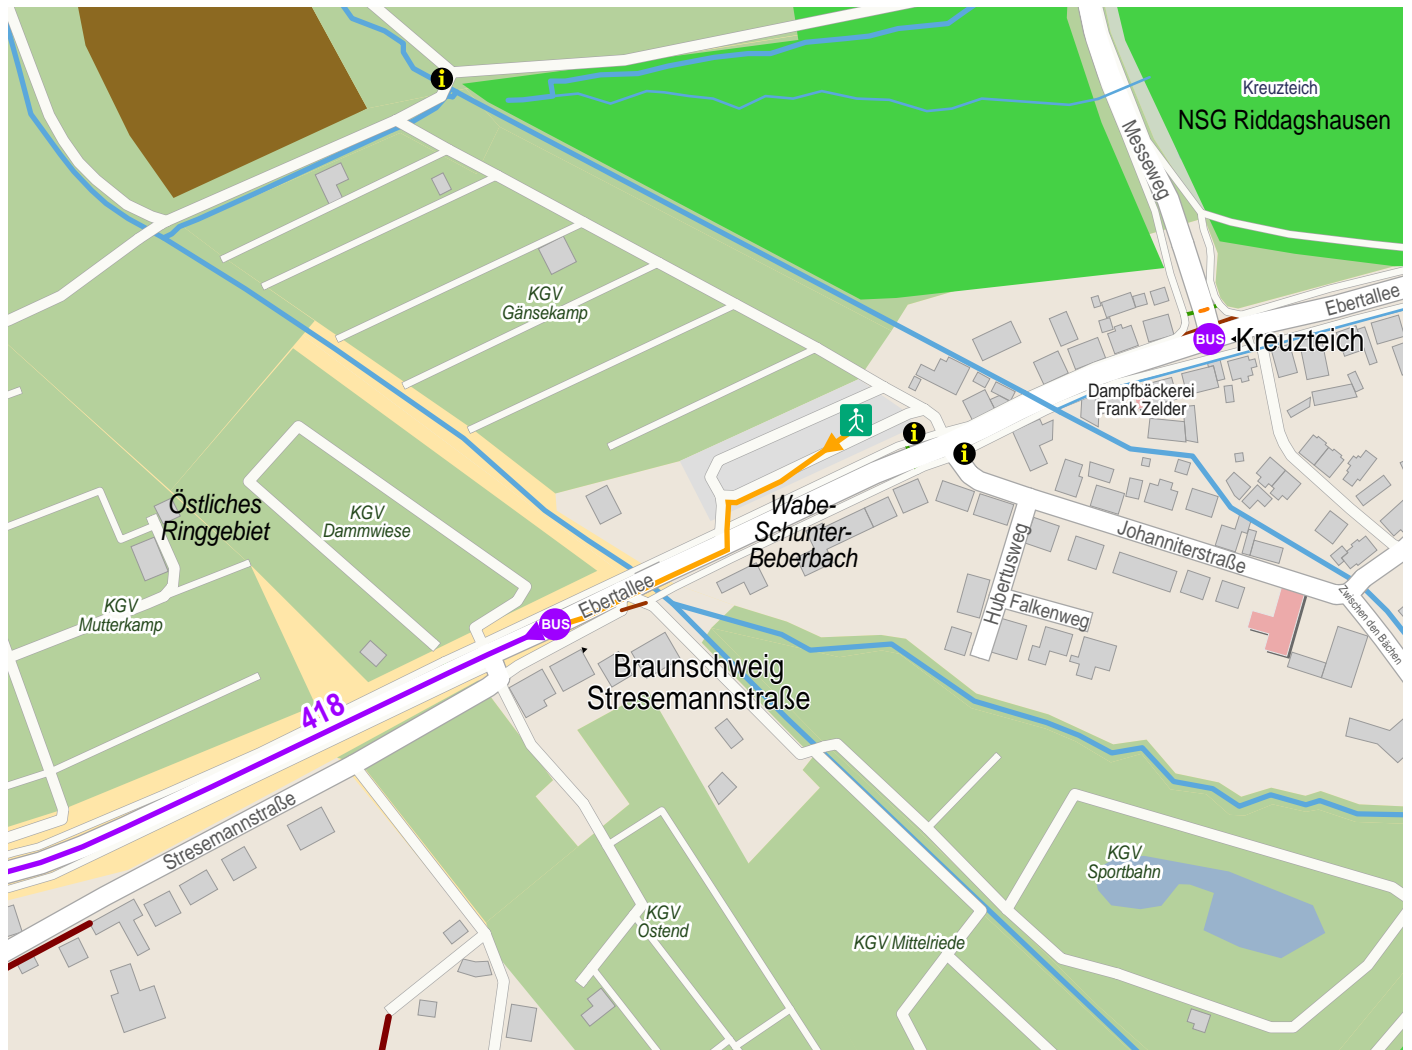 i
Kreuzteich
NSG Riddagshausen
Messeweg
KGV
Gänsekamp
Ebertallee
BUS
Kreuzteich
Dampfbäckerei
Frank Zelder
i
i
Östliches
Ringgebiet
KGV
Dammwiese
Wabe-
Schunter-
Beberbach
Johanniterstraße
Hubertusweg
Falkenweg
Zwischen den Bächen
KGV
Mutterkamp
Ebertallee
BUS
Braunschweig
Stresemannstraße
418
Stresemannstraße
KGV
Sportbahn
KGV
Ostend
KGV Mittelriede